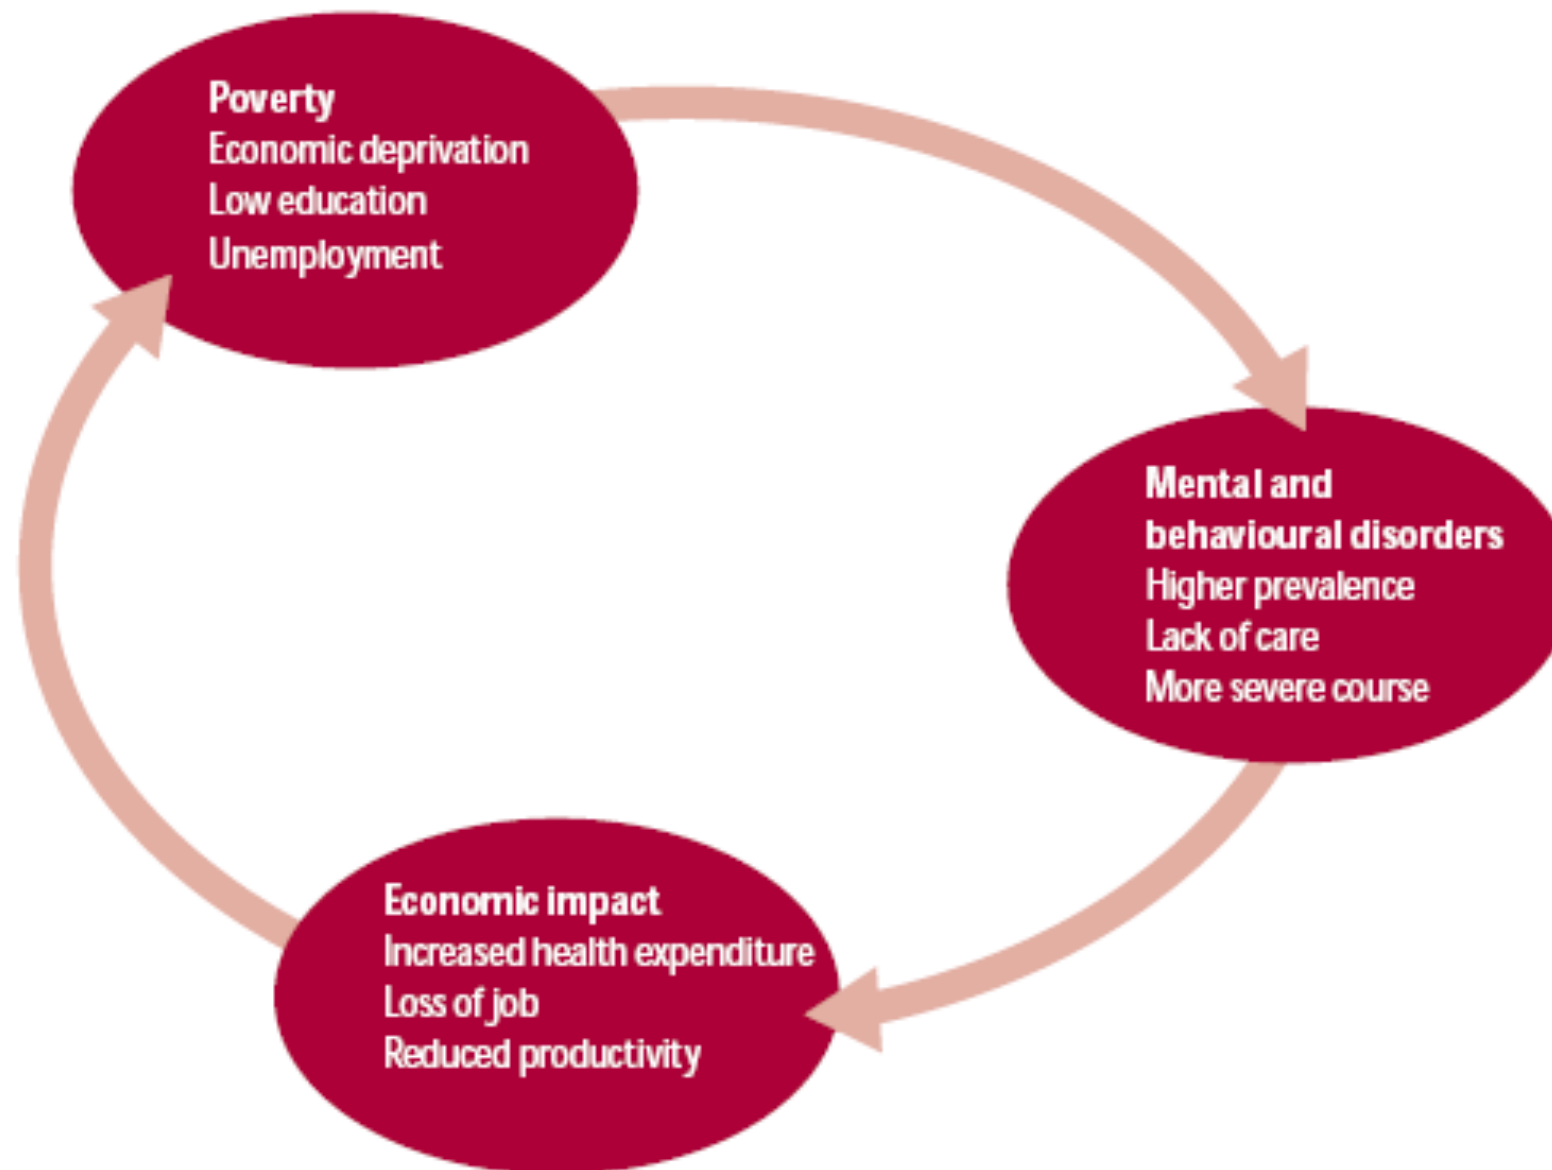 Poverty
Economic deprivation
Low education
Unemployment
Mental and
behavioural disorders
Higher prevalence
Lack of care
More severe course
Economic impact
Increased health expenditure
Loss of job
Reduced productivity